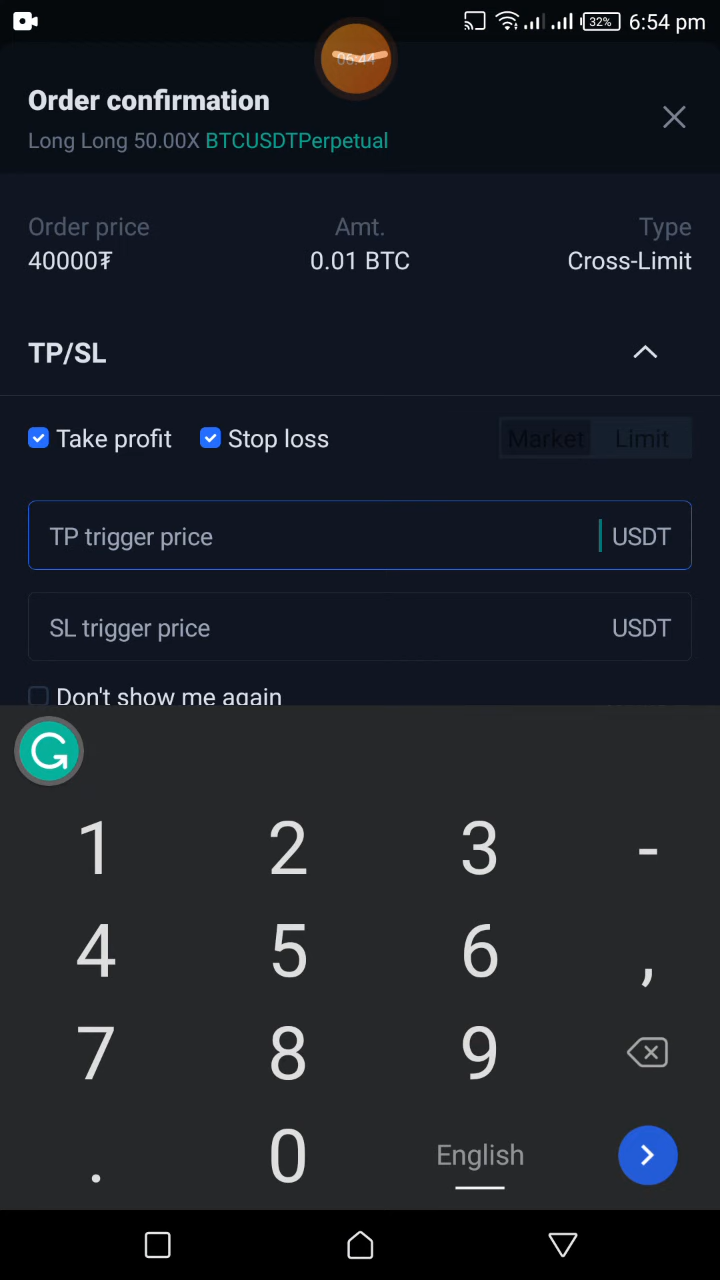 32% 6:54 pm
06:44
Order confirmation
Long Long 50.00X BTCUSDTPerpetual
Order price Amt. Type
40000₮ 0.01 BTC Cross-Limit
TP/SL
Take profit Stop loss Market Limit
TP trigger price USDT
SL trigger price USDT
Don't show me again
1 2 3 -
4 5 6 ,
7 8 9
. 0 English